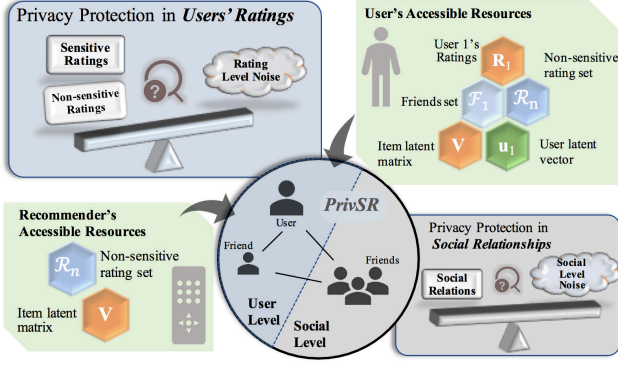 Privacy Protection in Users' Ratings
Sensitive
Ratings
Non-sensitive
Ratings
?
Rating
Level Noise
User's Accessible Resources
User 1's
Ratings
R₁
Non-sensitive
rating set
Friends set
ℱ₁
ℛₙ
Item latent
matrix
V
u₁
User latent
vector
Recommender's
Accessible Resources
ℛₙ
Non-sensitive
rating set
Item latent
matrix
V
PrivSR
User
Friend
Friends
User
Level
Social
Level
Privacy Protection in
Social Relationships
Social
Relations
?
Social
Level
Noise